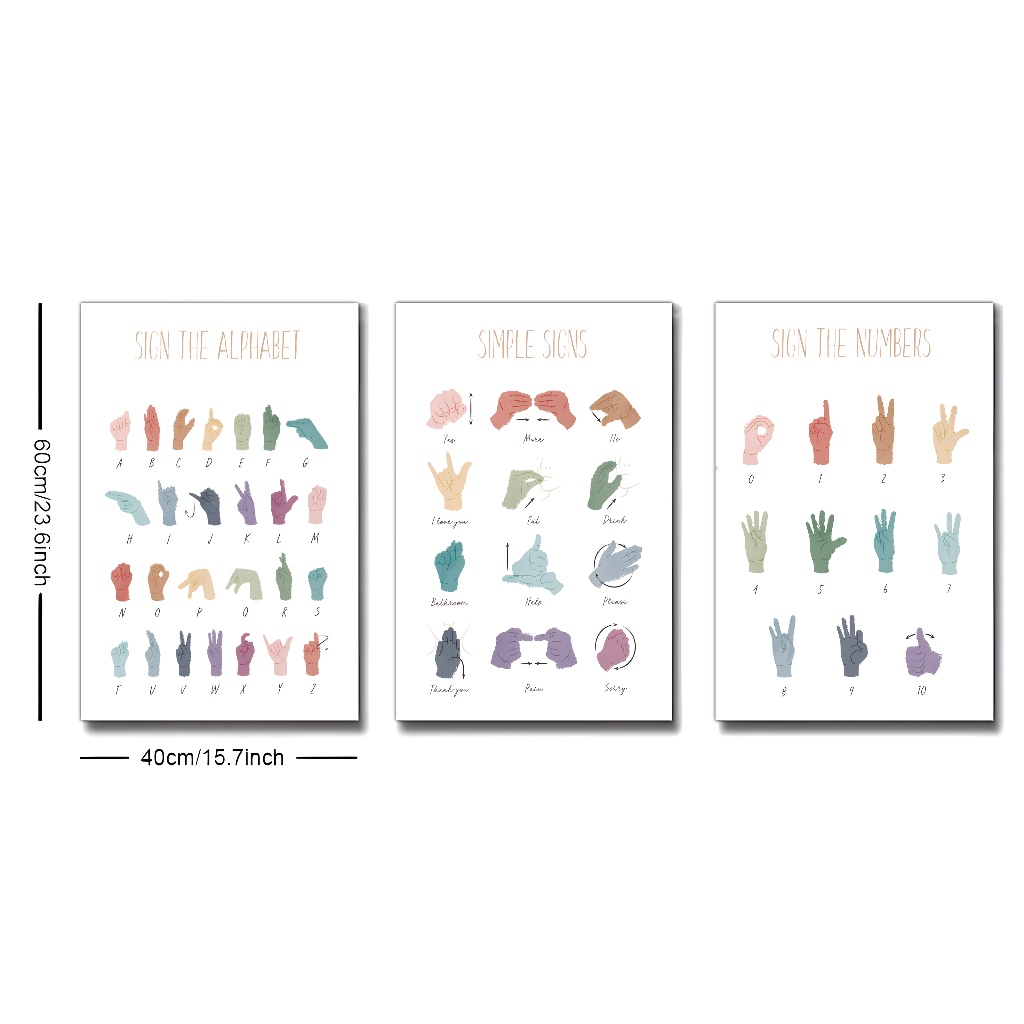 60cm/23.6inch
40cm/15.7inch
SIGN THE ALPHABET
A B C D E F G
H I J K L M
N O P Q R S
T U V W X Y Z
SIMPLE SIGNS
Yes More No
I love you Eat Drink
Bathroom Help Please
Thank you Pain Sorry
SIGN THE NUMBERS
0 1 2 3
4 5 6 7
8 9 10